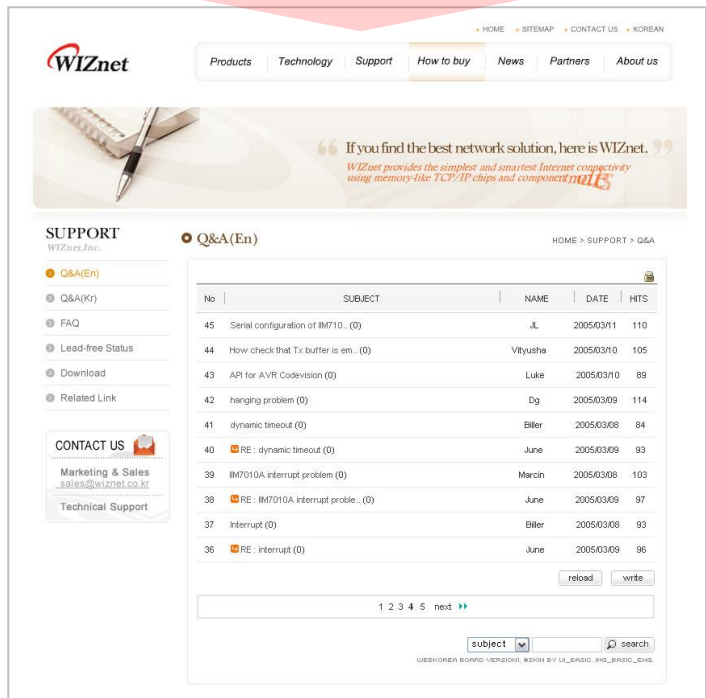 HOME SITEMAP CONTACT US KOREAN
WIZnet
Products Technology Support How to buy News Partners About us
If you find the best network solution, here is WIZnet.
WIZnet provides the simplest and smartest Internet connectivity
using memory-like TCP/IP chips and component
SUPPORT
WIZnet.Inc.
Q&A(En)
Q&A(Kr)
FAQ
Lead-free Status
Download
Related Link
CONTACT US
Marketing & Sales
sales@wiznet.co.kr
Technical Support
Q&A(En)
HOME > SUPPORT > Q&A
No SUBJECT NAME DATE HITS
45 Serial configuration of IIM710.. (0) JL 2005/03/11 110
44 How check that Tx buffer is em.. (0) Vityusha 2005/03/10 105
43 API for AVR Codevision (0) Luke 2005/03/10 89
42 hanging problem (0) Dg 2005/03/09 114
41 dynamic timeout (0) Biller 2005/03/08 84
40 RE : dynamic timeout (0) June 2005/03/09 93
39 IIM7010A interrupt problem (0) Marcin 2005/03/08 103
38 RE : IIM7010A interrupt proble.. (0) June 2005/03/09 97
37 Interrupt (0) Biller 2005/03/08 93
36 RE : interrupt (0) June 2005/03/09 96
reload write
1 2 3 4 5 next
subject search
WEBKOREA BOARD VERSION1. #SKIN BY UI_BASIC. IMG_BASIC_ENG.